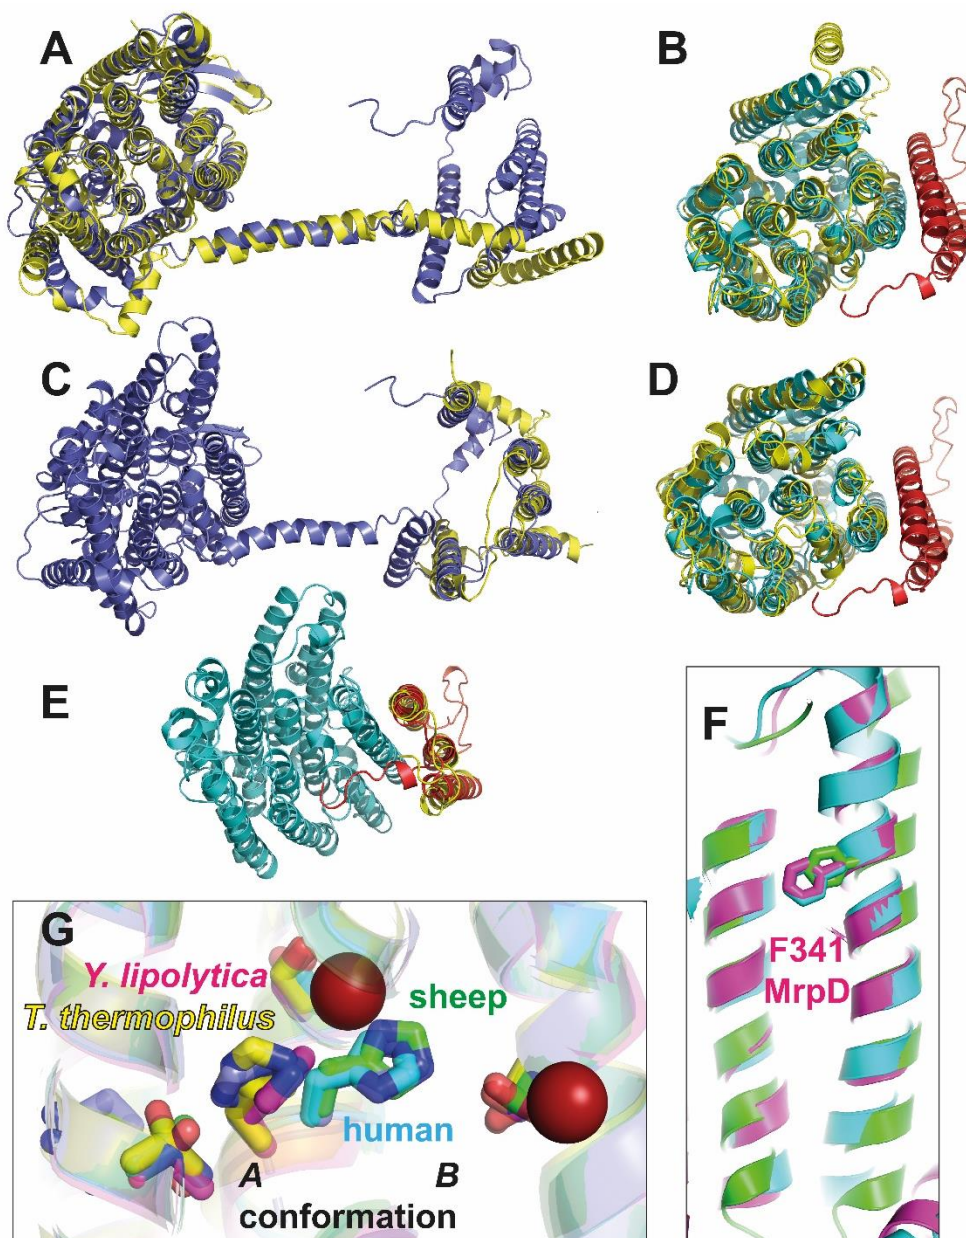 A
B
C
D
E
F
F341
MrpD
G
Y. lipolytica
T. thermophilus
sheep
human
A B
conformation